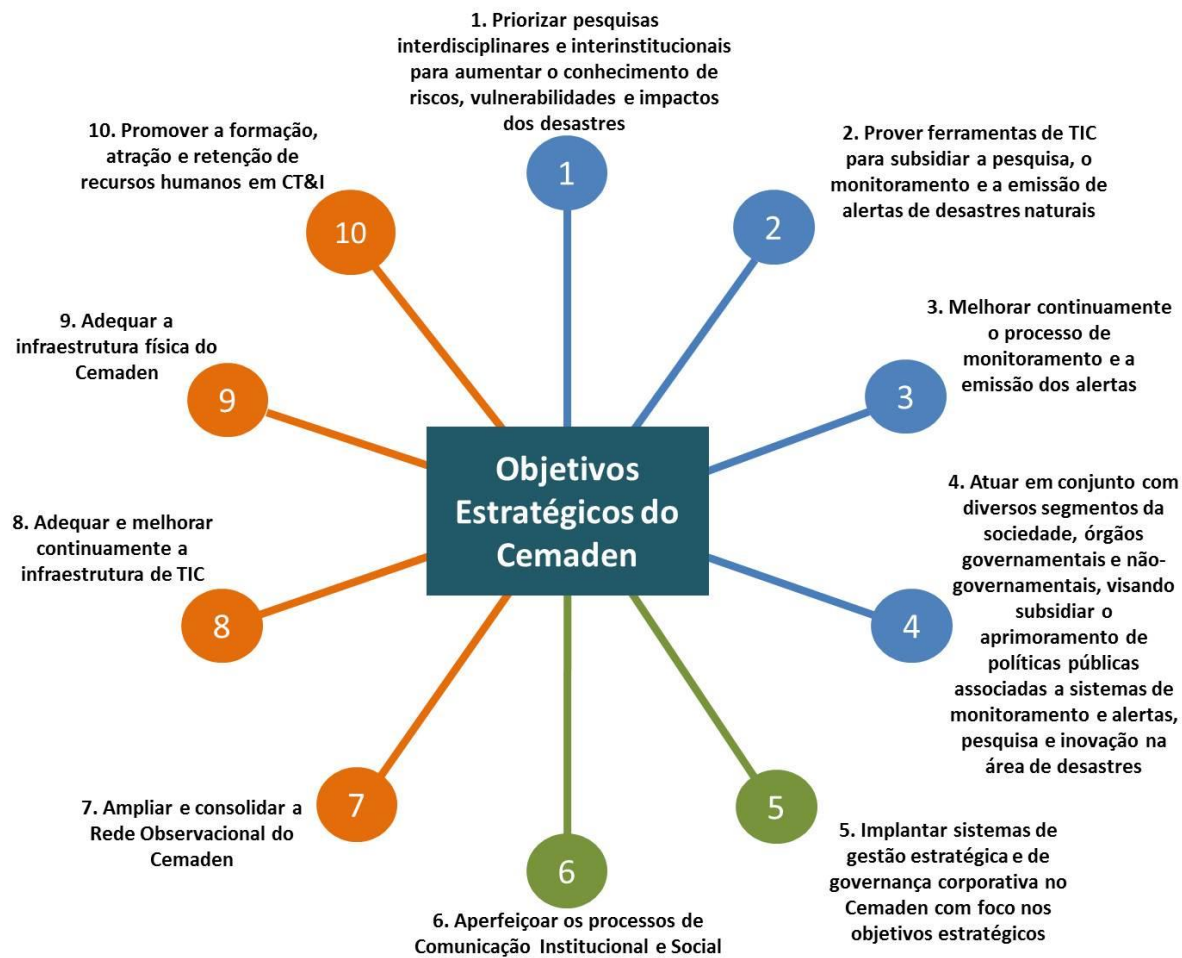 1. Priorizar pesquisas
interdisciplinares e interinstitucionais
para aumentar o conhecimento de
riscos, vulnerabilidades e impactos
dos desastres
1
2. Prover ferramentas de TIC
para subsidiar a pesquisa, o
monitoramento e a emissão de
alertas de desastres naturais
2
3. Melhorar continuamente
o processo de
monitoramento e a
emissão dos alertas
3
4. Atuar em conjunto com
diversos segmentos da
sociedade, órgãos
governamentais e não-
governamentais, visando
subsidiar o
aprimoramento de
políticas públicas
associadas a sistemas de
monitoramento e alertas,
pesquisa e inovação na
área de desastres
4
5
5. Implantar sistemas de
gestão estratégica e de
governança corporativa no
Cemaden com foco nos
objetivos estratégicos
6
6. Aperfeiçoar os processos de
Comunicação Institucional e Social
7
7. Ampliar e consolidar a
Rede Observacional do
Cemaden
8. Adequar e melhorar
continuamente a
infraestrutura de TIC
8
9. Adequar a
infraestrutura física do
Cemaden
9
10. Promover a formação,
atração e retenção de
recursos humanos em CT&I
10
Objetivos
Estratégicos do
Cemaden